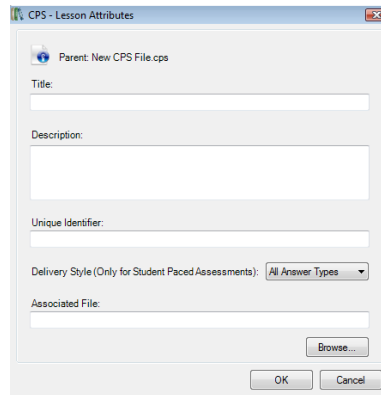 CPS - Lesson Attributes
Parent: New CPS File.cps
Title:
Description:
Unique Identifier:
Delivery Style (Only for Student Paced Assessments): All Answer Types
Associated File:
Browse...
OK Cancel